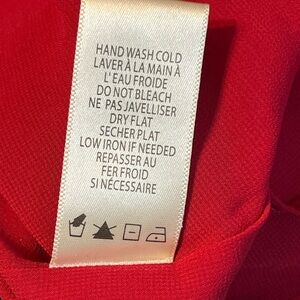 HAND WASH COLD
LAVER À LA MAIN À
L'EAU FROIDE
DO NOT BLEACH
NE PAS JAVELLISER
DRY FLAT
SECHER PLAT
LOW IRON IF NEEDED
REPASSER AU
FER FROID
SI NÉCESSAIRE